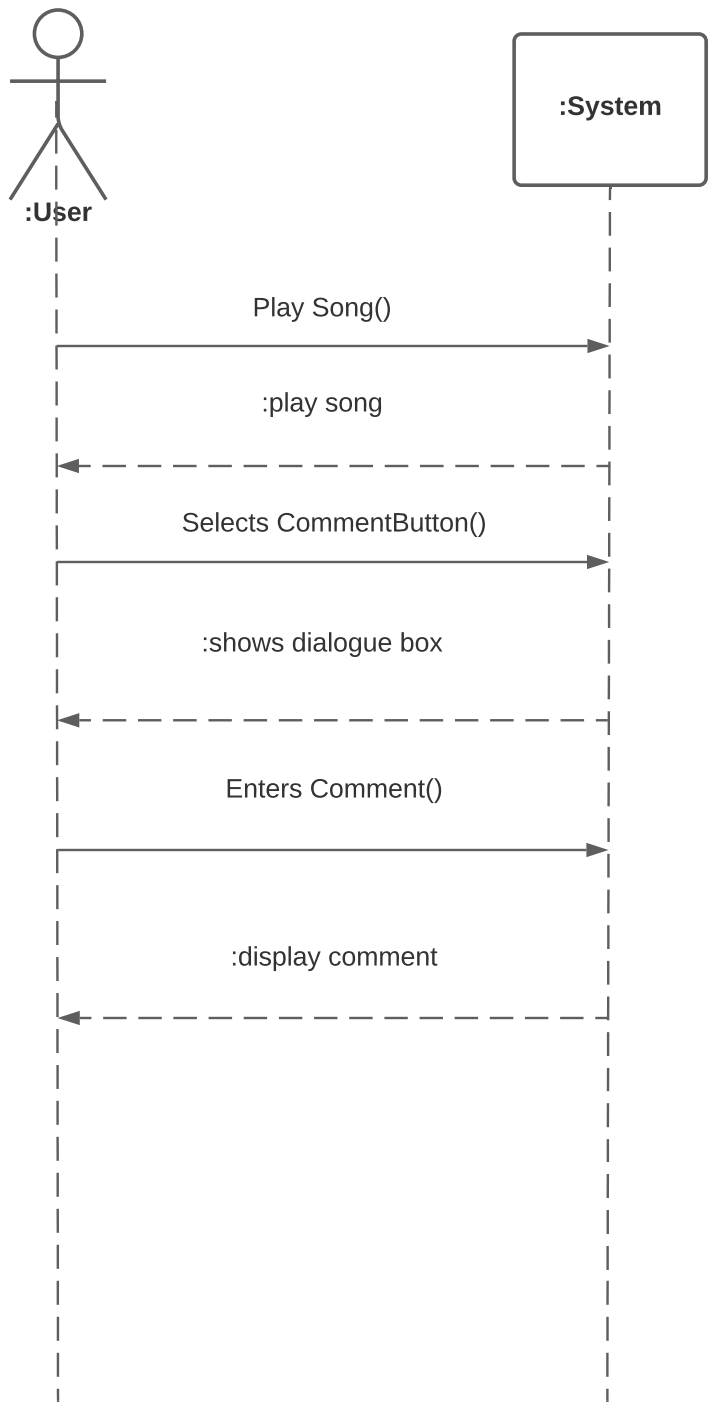 :User
:System
Play Song()
:play song
Selects CommentButton()
:shows dialogue box
Enters Comment()
:display comment